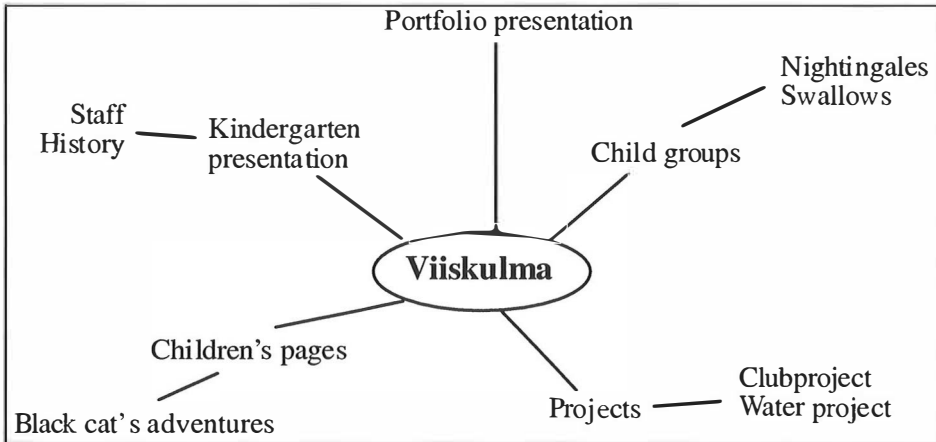 Portfolio presentation
Nightingales
Swallows
Staff
History
Kindergarten
presentation
Child groups
Viiskulma
Children's pages
Black cat's adventures
Projects
Clubproject
Water project